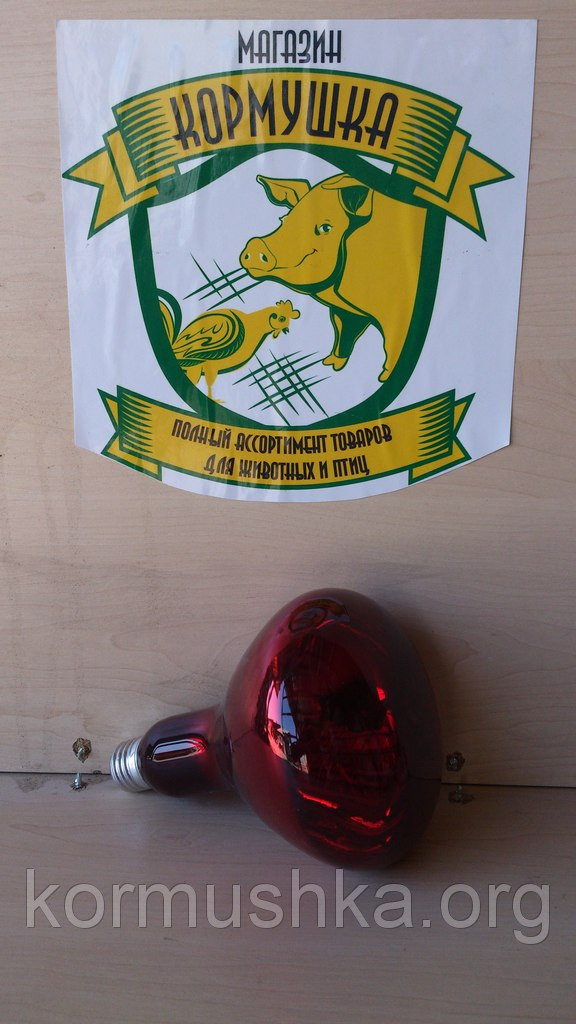 МАГАЗИН
КОРМУШКА
ПОЛНЫЙ АССОРТИМЕНТ ТОВАРОВ
ДЛЯ ЖИВОТНЫХ И ПТИЦ
kormushka.org